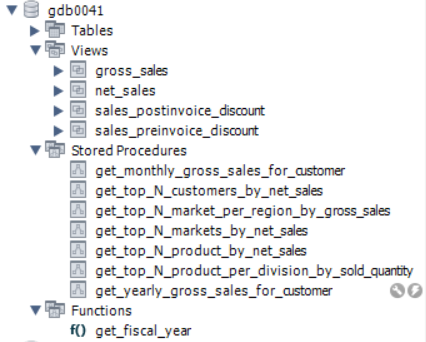 gdb0041
Tables
Views
gross_sales
net_sales
sales_postinvoice_discount
sales_preinvoice_discount
Stored Procedures
get_monthly_gross_sales_for_customer
get_top_N_customers_by_net_sales
get_top_N_market_per_region_by_gross_sales
get_top_N_markets_by_net_sales
get_top_N_product_by_net_sales
get_top_N_product_per_division_by_sold_quantity
get_yearly_gross_sales_for_customer
Functions
f() get_fiscal_year